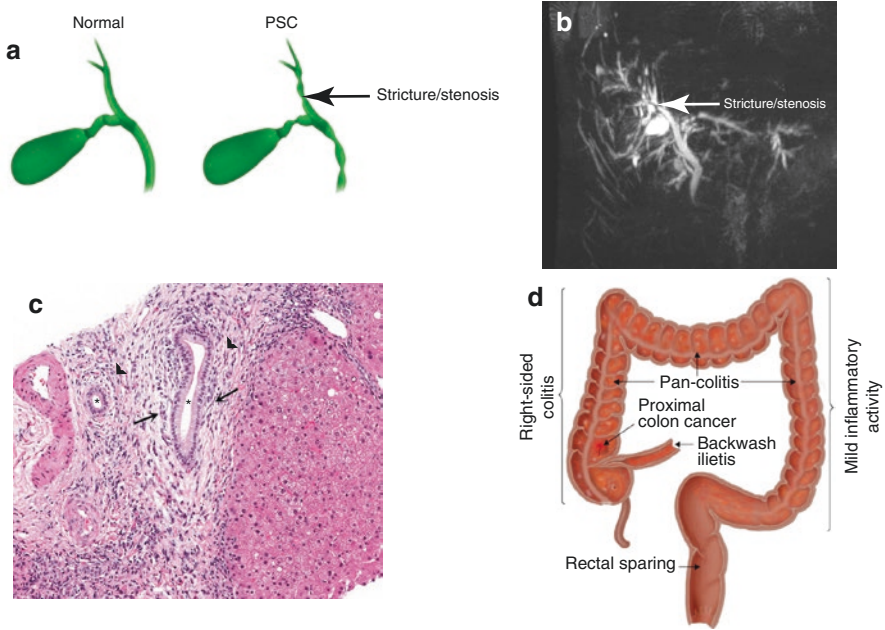 a
Normal
PSC
Stricture/stenosis
b
Stricture/stenosis
c
*
*
d
Right-sided
colitis
Pan-colitis
Proximal
colon cancer
Backwash
ilietis
Rectal sparing
Mild inflammatory
activity